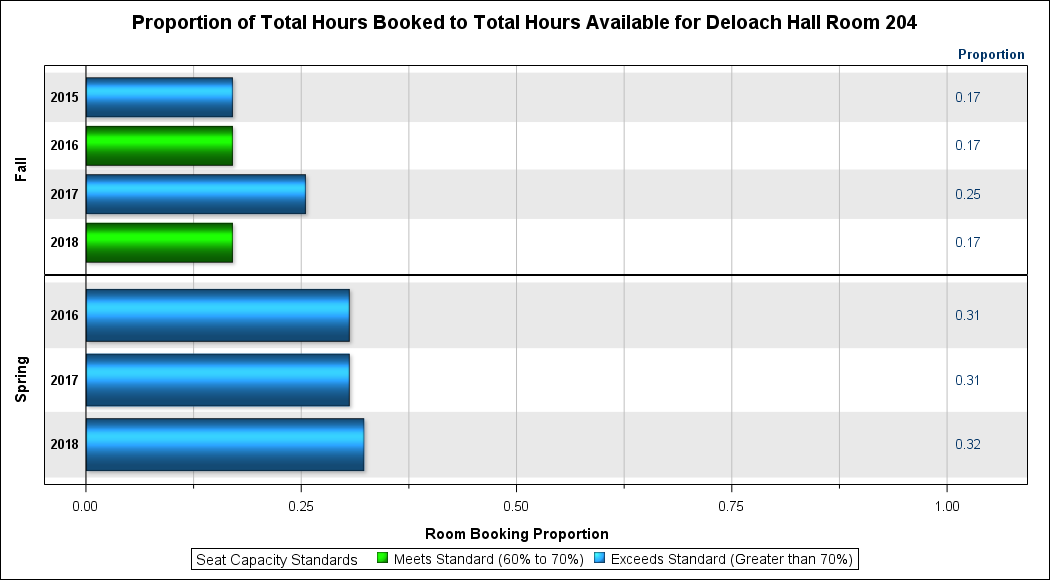 Proportion of Total Hours Booked to Total Hours Available for Deloach Hall Room 204
Proportion
Fall
2015 0.17
2016 0.17
2017 0.25
2018 0.17
Spring
2016 0.31
2017 0.31
2018 0.32
0.00 0.25 0.50 0.75 1.00
Room Booking Proportion
Seat Capacity Standards Meets Standard (60% to 70%) Exceeds Standard (Greater than 70%)